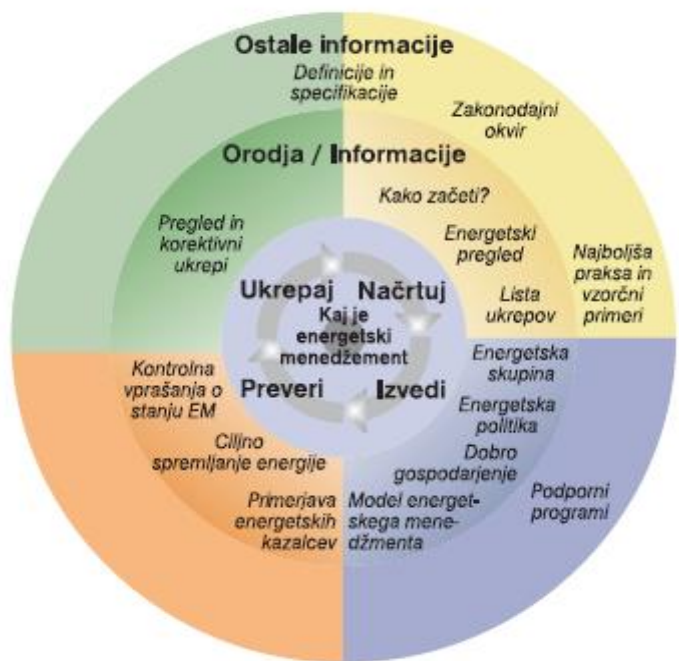 Ostale informacije
Definicije in
specifikacije
Zakonodajni
okvir
Orodja / Informacije
Kako začeti?
Pregled in
korektivni
ukrepi
Energetski
pregled
Najboljša
praksa in
vzorčni
primeri
Lista
ukrepov
Ukrepaj Načrtuj
Kaj je
energetski
menedžement
Preveri Izvedi
Energetska
skupina
Kontrolna
vprašanja o
stanju EM
Energetska
politika
Ciljno
spremljanje energije
Dobro
gospodarjenje
Podporni
programi
Primerjava
energetskih
kazalcev
Model energet-
skega mene-
džmenta